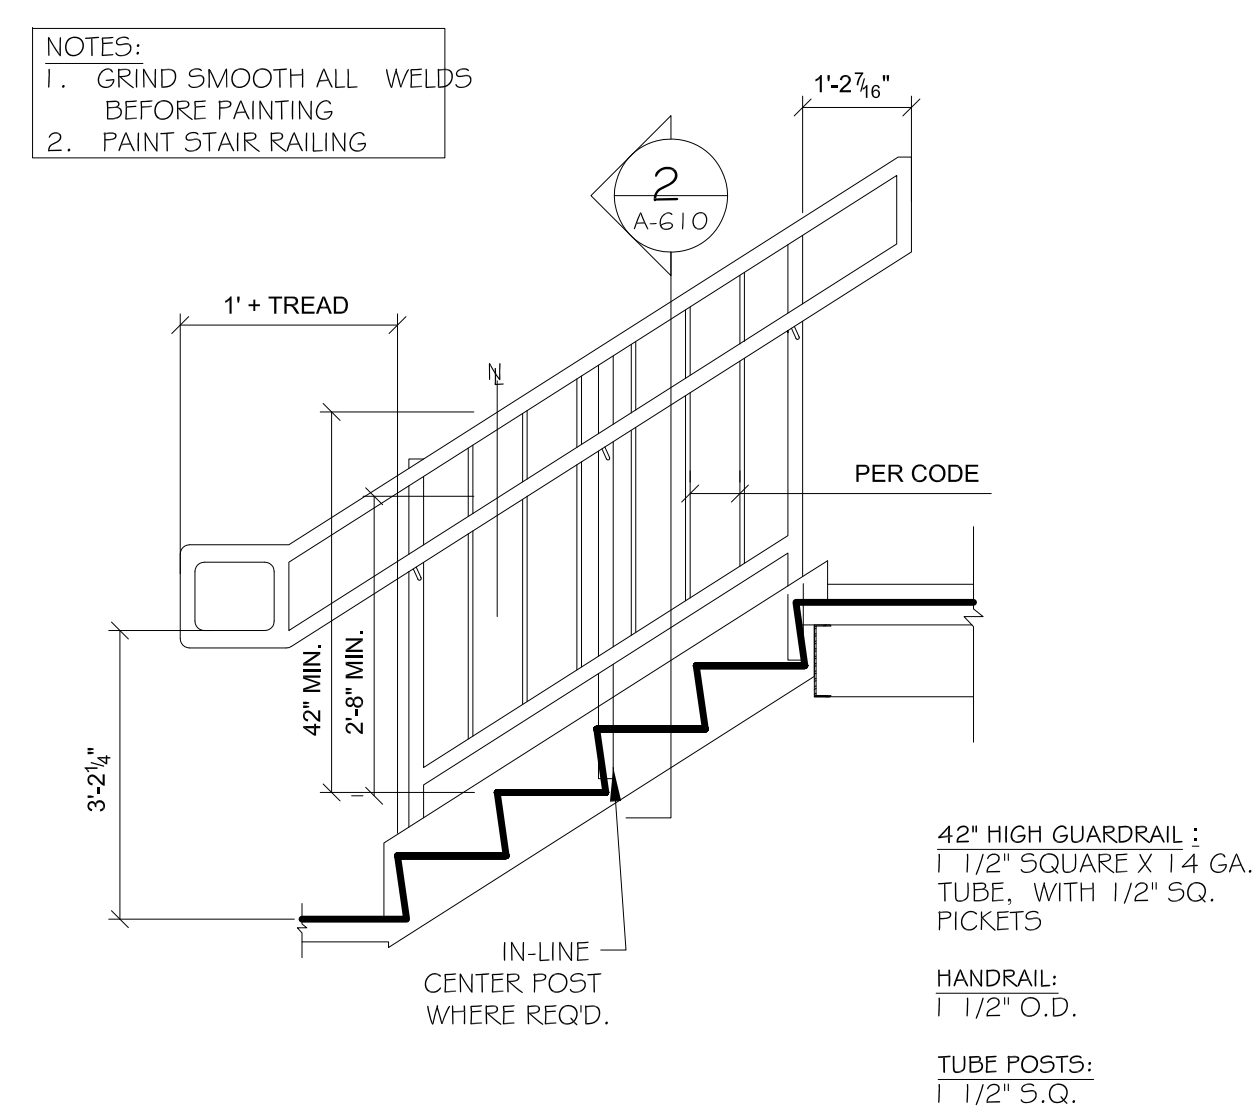 NOTES:
1. GRIND SMOOTH ALL WELDS
BEFORE PAINTING
2. PAINT STAIR RAILING
1'-2 7/16"
2
A-610
1' + TREAD
PER CODE
42" MIN.
2'-8" MIN.
3'-2 1/4"
IN-LINE
CENTER POST
WHERE REQ'D.
42" HIGH GUARDRAIL :
1 1/2" SQUARE X 14 GA.
TUBE, WITH 1/2" SQ.
PICKETS
HANDRAIL:
1 1/2" O.D.
TUBE POSTS:
1 1/2" S.Q.